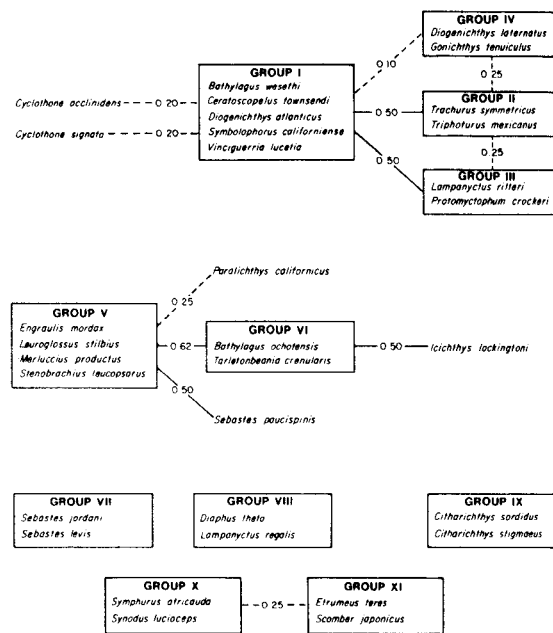 GROUP IV
Diogenichthys laternatus
Gonichthys tenuiculus
GROUP I
Bathylagus wesethi
Ceratoscopelus townsendi
Diogenichthys atlanticus
Symbolophorus californiense
Vinciguerria lucetia
0.10
0.25
Cyclothone acclinidens
0.20
0.50
GROUP II
Trachurus symmetricus
Triphoturus mexicanus
Cyclothone signata
0.20
0.50
0.25
GROUP III
Lampanyctus ritteri
Protomyctophum crockeri
Paralichthys californicus
0.25
GROUP V
Engraulis mordax
Leuroglossus stilbius
Merluccius productus
Stenobrachius leucopsarus
0.62
GROUP VI
Bathylagus ochotensis
Tarletonbeania crenularis
0.50
Icichthys lockingtoni
0.50
Sebastes paucispinis
GROUP VII
Sebastes jordani
Sebastes levis
GROUP VIII
Diaphus theta
Lampanyctus regalis
GROUP IX
Citharichthys sordidus
Citharichthys stigmaeus
GROUP X
Symphurus atricauda
Synodus lucioceps
0.25
GROUP XI
Etrumeus teres
Scomber japonicus